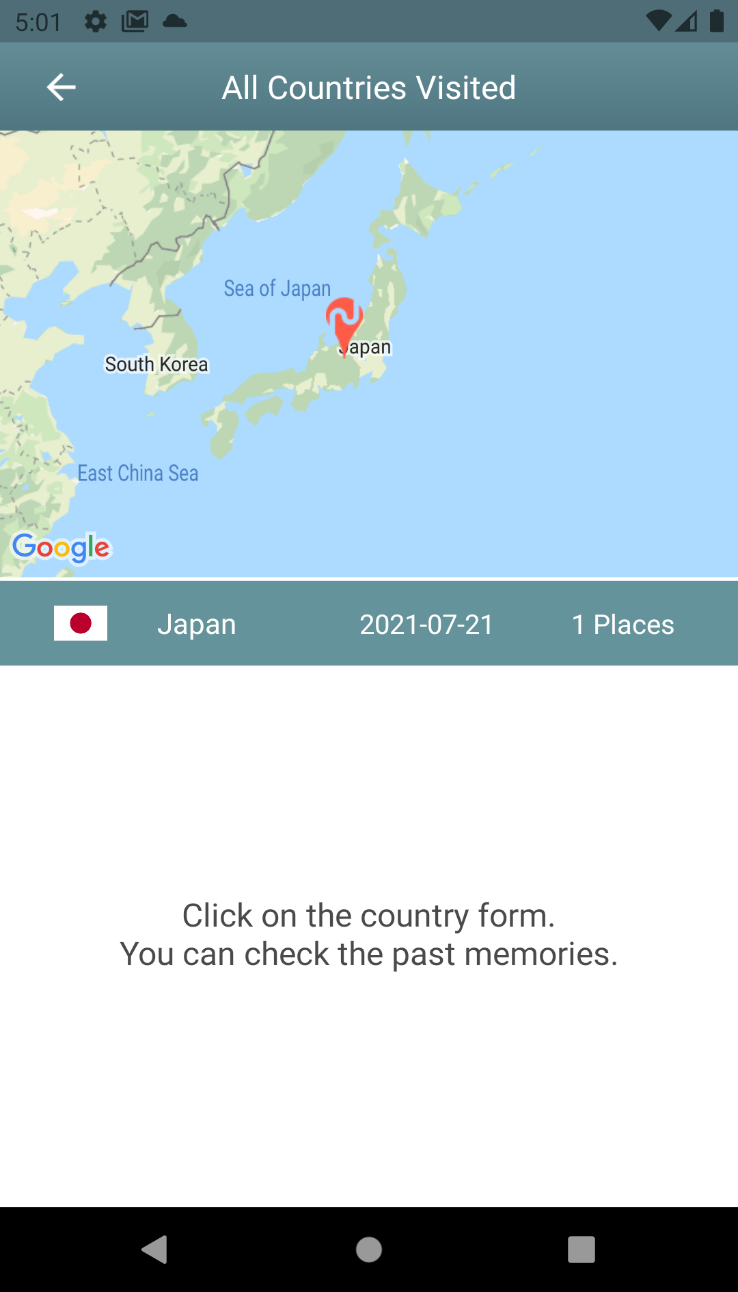 5:01
All Countries Visited
Sea of Japan
Japan
South Korea
East China Sea
Google
Japan 2021-07-21 1 Places
Click on the country form.
You can check the past memories.